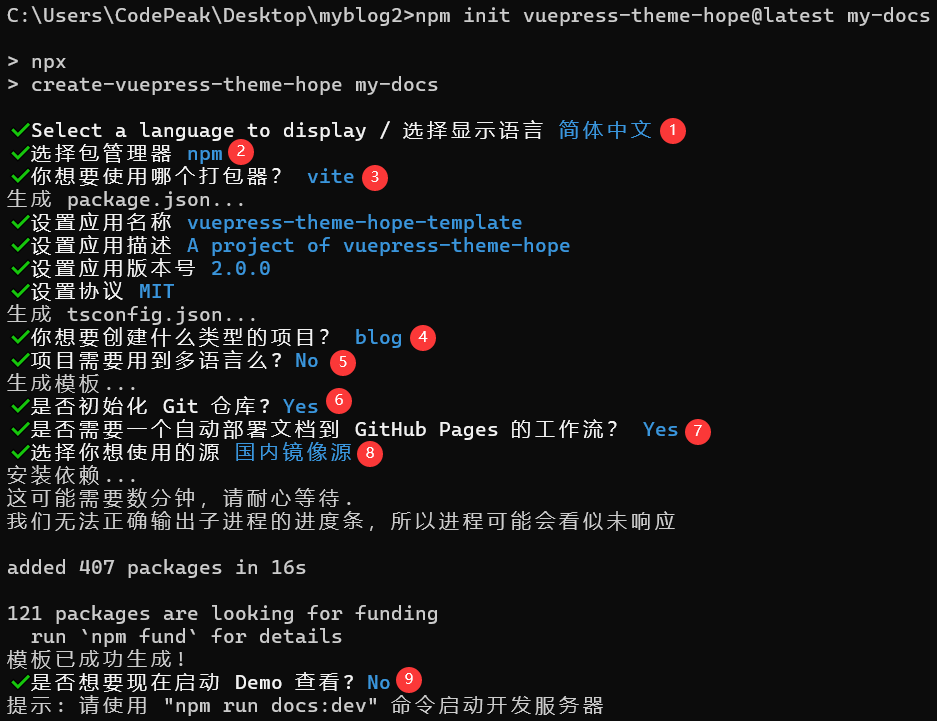 C:\Users\CodePeak\Desktop\myblog2>npm init vuepress-theme-hope@latest my-docs
> npx
> create-vuepress-theme-hope my-docs
✓Select a language to display / 选择显示语言 简体中文 1
✓选择包管理器 npm 2
✓你想要使用哪个打包器? vite 3
生成 package.json...
✓设置应用名称 vuepress-theme-hope-template
✓设置应用描述 A project of vuepress-theme-hope
✓设置应用版本号 2.0.0
✓设置协议 MIT
生成 tsconfig.json...
✓你想要创建什么类型的项目? blog 4
✓项目需要用到多语言么? No 5
生成模板...
✓是否初始化 Git 仓库? Yes 6
✓是否需要一个自动部署文档到 GitHub Pages 的工作流? Yes 7
✓选择你想使用的源 国内镜像源 8
安装依赖...
这可能需要数分钟, 请耐心等待.
我们无法正确输出子进程的进度条, 所以进程可能会看似未响应
added 407 packages in 16s
121 packages are looking for funding
run `npm fund` for details
模板已成功生成!
✓是否想要现在启动 Demo 查看? No 9
提示: 请使用 "npm run docs:dev" 命令启动开发服务器